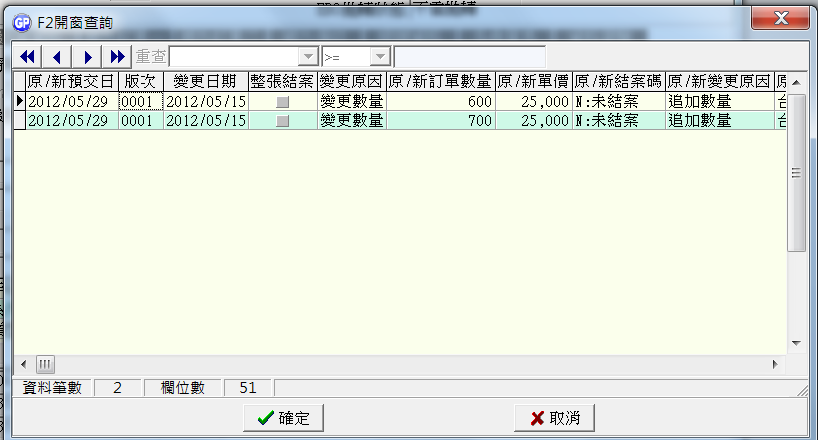 GP F2開窗查詢
重查 >=
原/新預交日 版次 變更日期 整張結案 變更原因 原/新訂單數量 原/新單價 原/新結案碼 原/新變更原因
2012/05/29 0001 2012/05/15 變更數量 600 25,000 N:未結案 追加數量
2012/05/29 0001 2012/05/15 變更數量 700 25,000 N:未結案 追加數量
資料筆數 2 欄位數 51
確定 取消